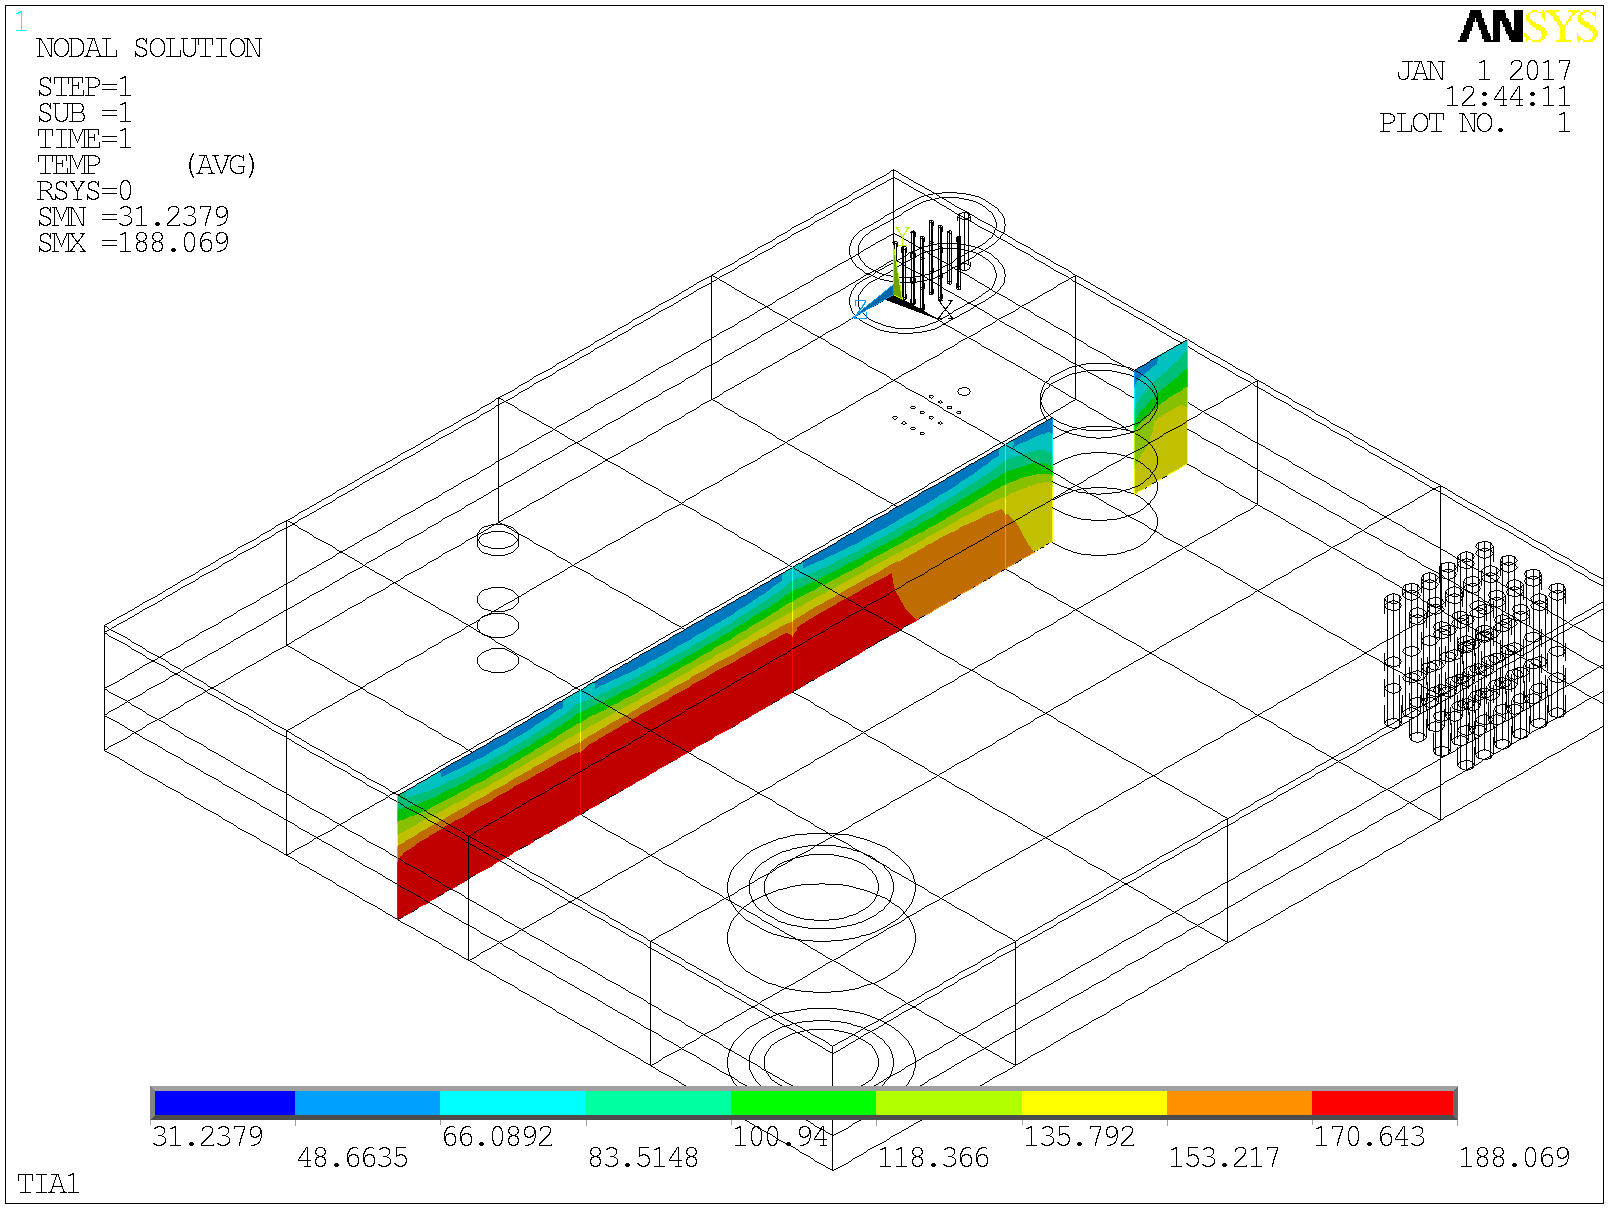 1
ANSYS
NODAL SOLUTION
STEP=1
SUB =1
TIME=1
TEMP (AVG)
RSYS=0
SMN =31.2379
SMX =188.069
JAN 1 2017
12:44:11
PLOT NO. 1
Y
Z
X
31.2379
48.6635
66.0892
83.5148
100.94
118.366
135.792
153.217
170.643
188.069
TIA1